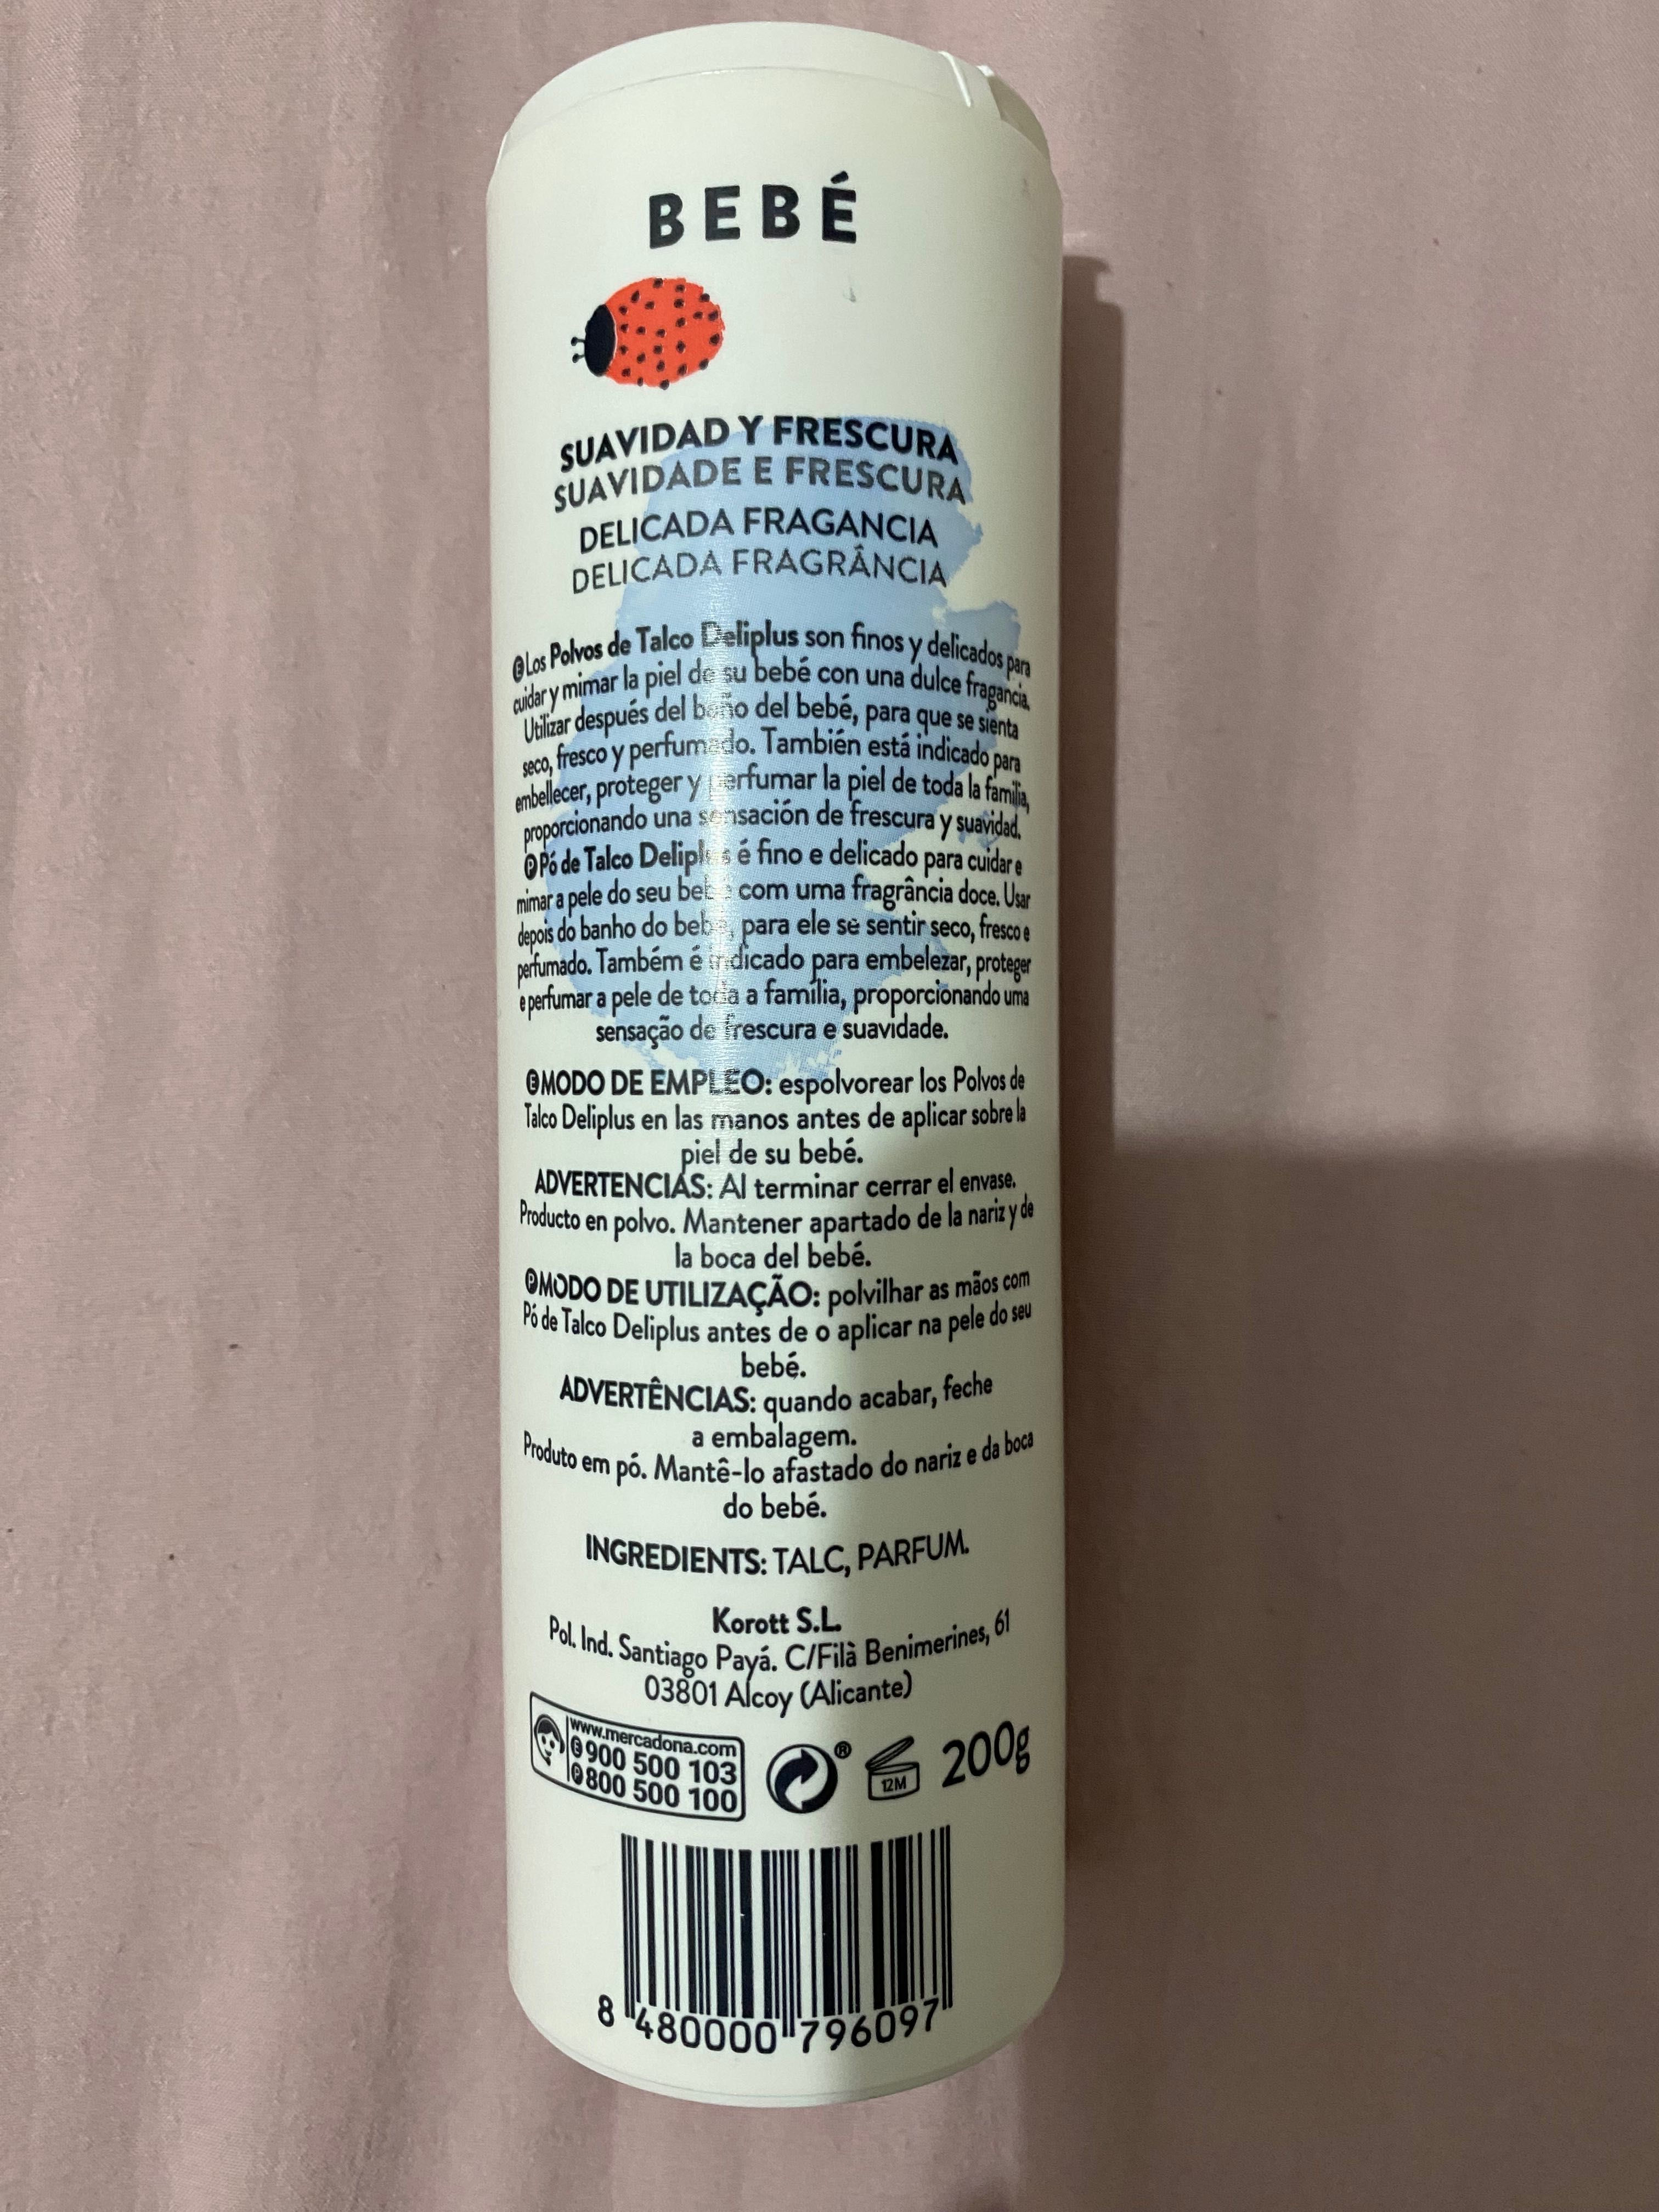 BEBÉ
SUAVIDAD Y FRESCURA
SUAVIDADE E FRESCURA
DELICADA FRAGANCIA
DELICADA FRAGRÂNCIA
E Los Polvos de Talco Deliplus son finos y delicados para
cuidar y mimar la piel de su bebé con una dulce fragancia.
Utilizar después del baño del bebé, para que se sienta
seco, fresco y perfumado. También está indicado para
embellecer, proteger y perfumar la piel de toda la familia,
proporcionando una sensación de frescura y suavidad.
P Pó de Talco Deliplus é fino e delicado para cuidar e
mimar a pele do seu bebé com uma fragrância doce. Usar
depois do banho do bebé, para ele se sentir seco, fresco e
perfumado. Também é indicado para embelezar, proteger
e perfumar a pele de toda a família, proporcionando uma
sensação de frescura e suavidade.
E MODO DE EMPLEO: espolvorear los Polvos de
Talco Deliplus en las manos antes de aplicar sobre la
piel de su bebé.
ADVERTENCIAS: Al terminar cerrar el envase.
Producto en polvo. Mantener apartado de la nariz y de
la boca del bebé.
P MODO DE UTILIZAÇÃO: polvilhar as mãos com
Pó de Talco Deliplus antes de o aplicar na pele do seu
bebé.
ADVERTÊNCIAS: quando acabar, feche
a embalagem.
Produto em pó. Mantê-lo afastado do nariz e da boca
do bebé.
INGREDIENTS: TALC, PARFUM.
Korott S.L.
Pol. Ind. Santiago Payá. C/Filà Benimerines, 61
03801 Alcoy (Alicante)
www.mercadona.com
E 900 500 103
P 800 500 100
®
12M
200g
8 480000 796097